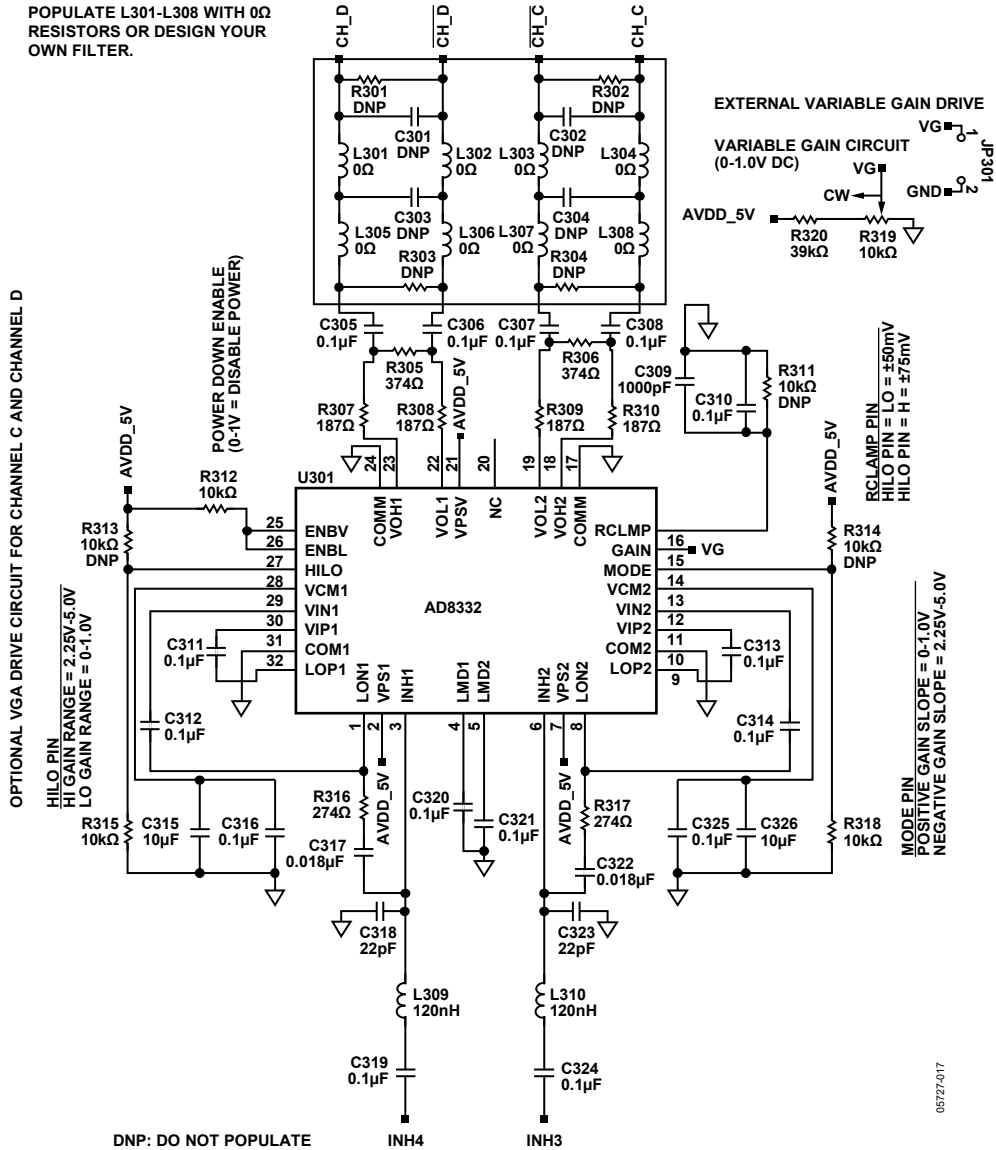 POPULATE L301-L308 WITH 0Ω
RESISTORS OR DESIGN YOUR
OWN FILTER.
CH_D
CH_D
CH_C
CH_C
R301
DNP
R302
DNP
C301
DNP
C302
DNP
L301
0Ω
L302
0Ω
L303
0Ω
L304
0Ω
C303
DNP
C304
DNP
L305
0Ω
L306
0Ω
L307
0Ω
L308
0Ω
R303
DNP
R304
DNP
EXTERNAL VARIABLE GAIN DRIVE
VG
1
JP301
2
GND
VARIABLE GAIN CIRCUIT
(0-1.0V DC)
VG
CW
AVDD_5V
R320
39kΩ
R319
10kΩ
C305
0.1µF
C306
0.1µF
C307
0.1µF
C308
0.1µF
R305
374Ω
R306
374Ω
R307
187Ω
R308
187Ω
AVDD_5V
R309
187Ω
R310
187Ω
C309
1000pF
C310
0.1µF
R311
10kΩ
DNP
RCLAMP PIN
HILO PIN = LO = ±50mV
HILO PIN = H = ±75mV
OPTIONAL VGA DRIVE CIRCUIT FOR CHANNEL C AND CHANNEL D
POWER DOWN ENABLE
(0-1V = DISABLE POWER)
AVDD_5V
R312
10kΩ
R313
10kΩ
DNP
AVDD_5V
R314
10kΩ
DNP
U301
24
23
22
21
20
19
18
17
COMM
VOH1
VOL1
VPSV
NC
VOL2
VOH2
COMM
25 ENBV
26 ENBL
27 HILO
28 VCM1
29 VIN1
30 VIP1
31 COM1
32 LOP1
AD8332
RCLMP
GAIN 16 VG
MODE 15
VCM2 14
VIN2 13
VIP2 12
COM2 11
LOP2 10
9
LON1
VPS1
INH1
LMD1
LMD2
INH2
VPS2
LON2
1
2
3
4
5
6
7
8
C311
0.1µF
C313
0.1µF
C312
0.1µF
C314
0.1µF
HILO PIN
HI GAIN RANGE = 2.25V-5.0V
LO GAIN RANGE = 0-1.0V
R315
10kΩ
C315
10µF
C316
0.1µF
R316
274Ω
AVDD_5V
C317
0.018µF
C320
0.1µF
C321
0.1µF
AVDD_5V
R317
274Ω
C322
0.018µF
C325
0.1µF
C326
10µF
R318
10kΩ
MODE PIN
POSITIVE GAIN SLOPE = 0-1.0V
NEGATIVE GAIN SLOPE = 2.25V-5.0V
C318
22pF
C323
22pF
L309
120nH
L310
120nH
C319
0.1µF
C324
0.1µF
INH4
INH3
DNP: DO NOT POPULATE
05727-017